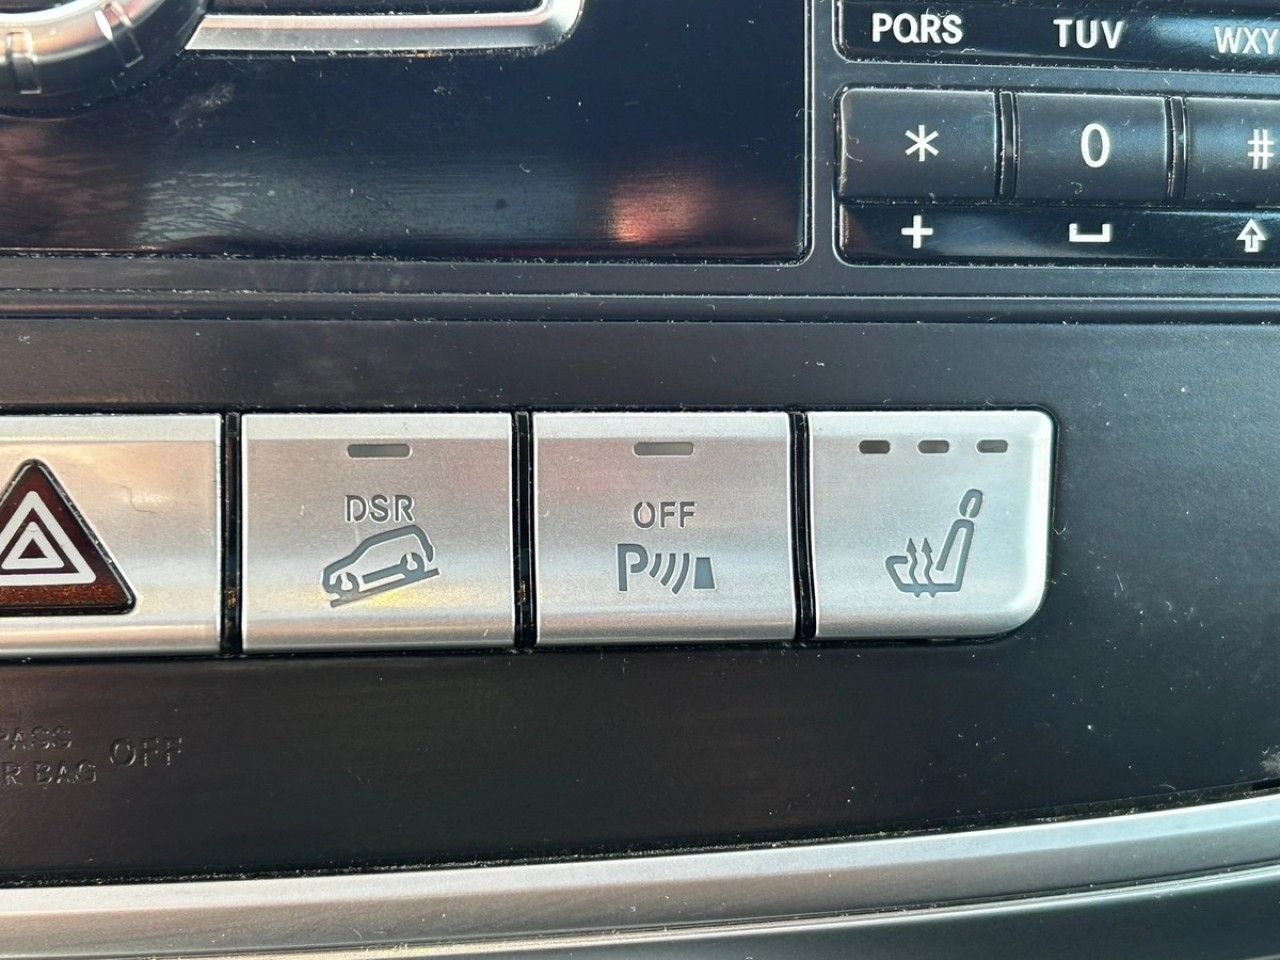 PQRS TUV WXY
* 0 #
+
DSR
OFF
P
PASS
R BAG OFF